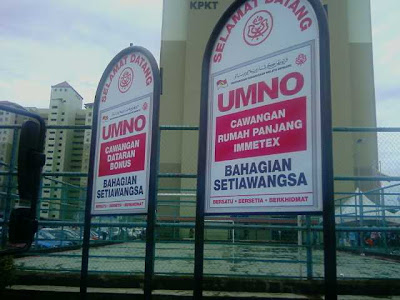 KPKT
SELAMAT DATANG
UMNO
CAWANGAN
DATARAN
BONUS
BAHAGIAN
SETIAWANGSA
BERSATU • BERSETIA • BERKHIDMAT
SELAMAT DATANG
UMNO
CAWANGAN
RUMAH PANJANG
IMMETEX
BAHAGIAN
SETIAWANGSA
BERSATU • BERSETIA • BERKHIDMAT